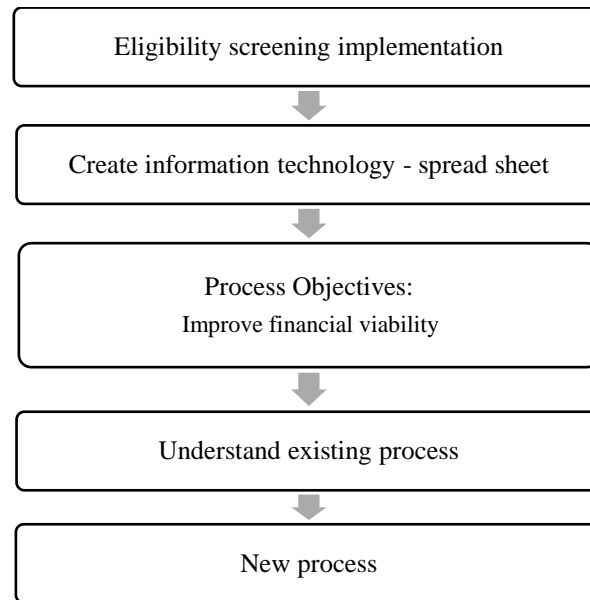 Eligibility screening implementation
Create information technology - spread sheet
Process Objectives:
Improve financial viability
Understand existing process
New process